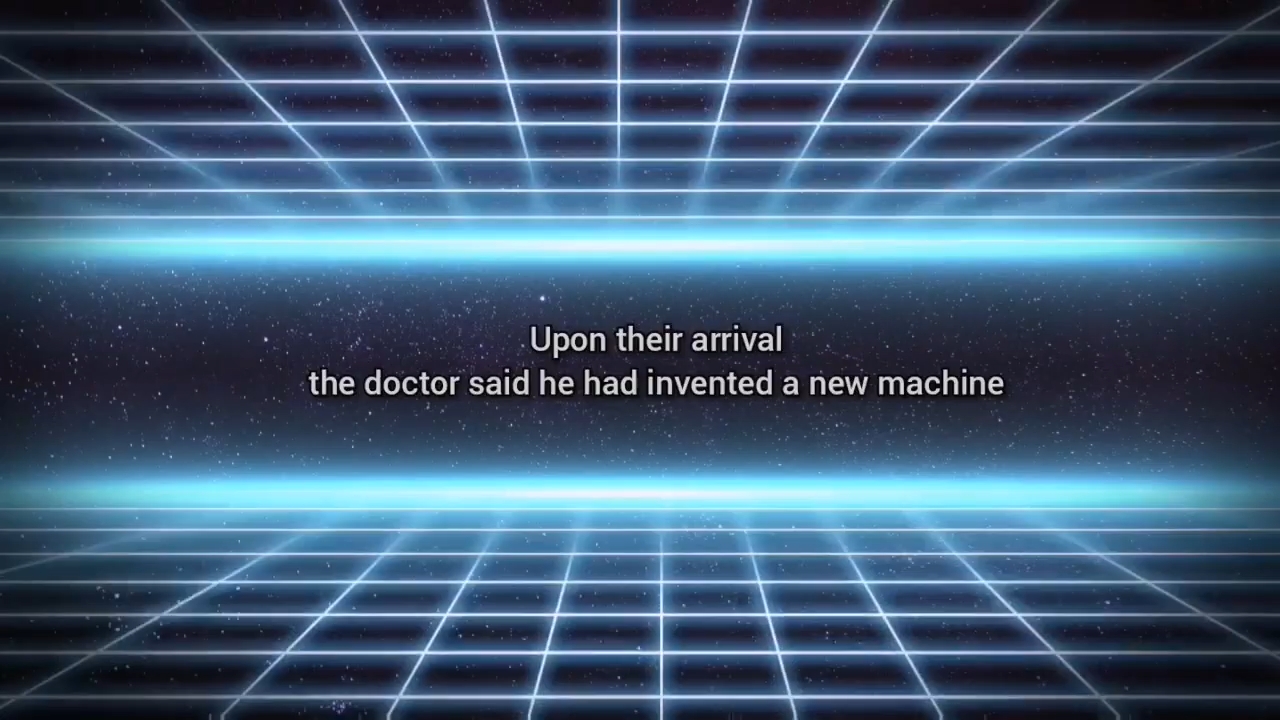 Upon their arrival
the doctor said he had invented a new machine